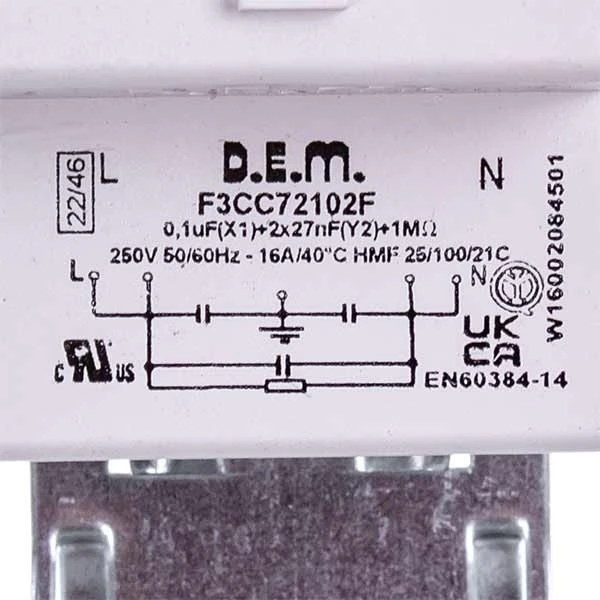 22/46
L D.E.M. N
F3CC72102F
0,1uF(X1)+2x27nF(Y2)+1MΩ
250V 50/60Hz - 16A/40°C HMF 25/100/21C
L N
c RU US
UK
CA
EN60384-14
W16002084501